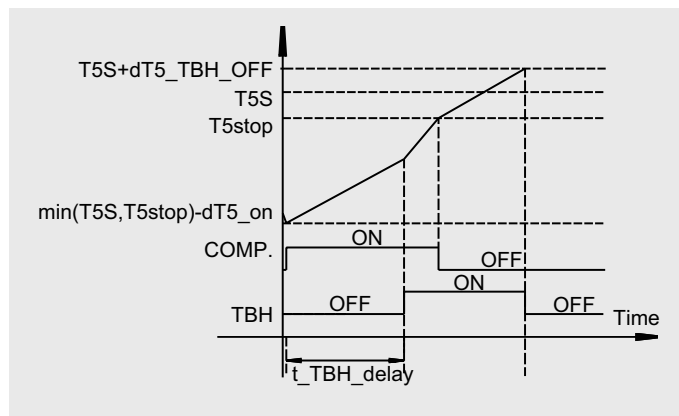 T5S+dT5_TBH_OFF
T5S
T5stop
min(T5S,T5stop)-dT5_on
COMP.
ON
OFF
ON
TBH
OFF
OFF
Time
t_TBH_delay